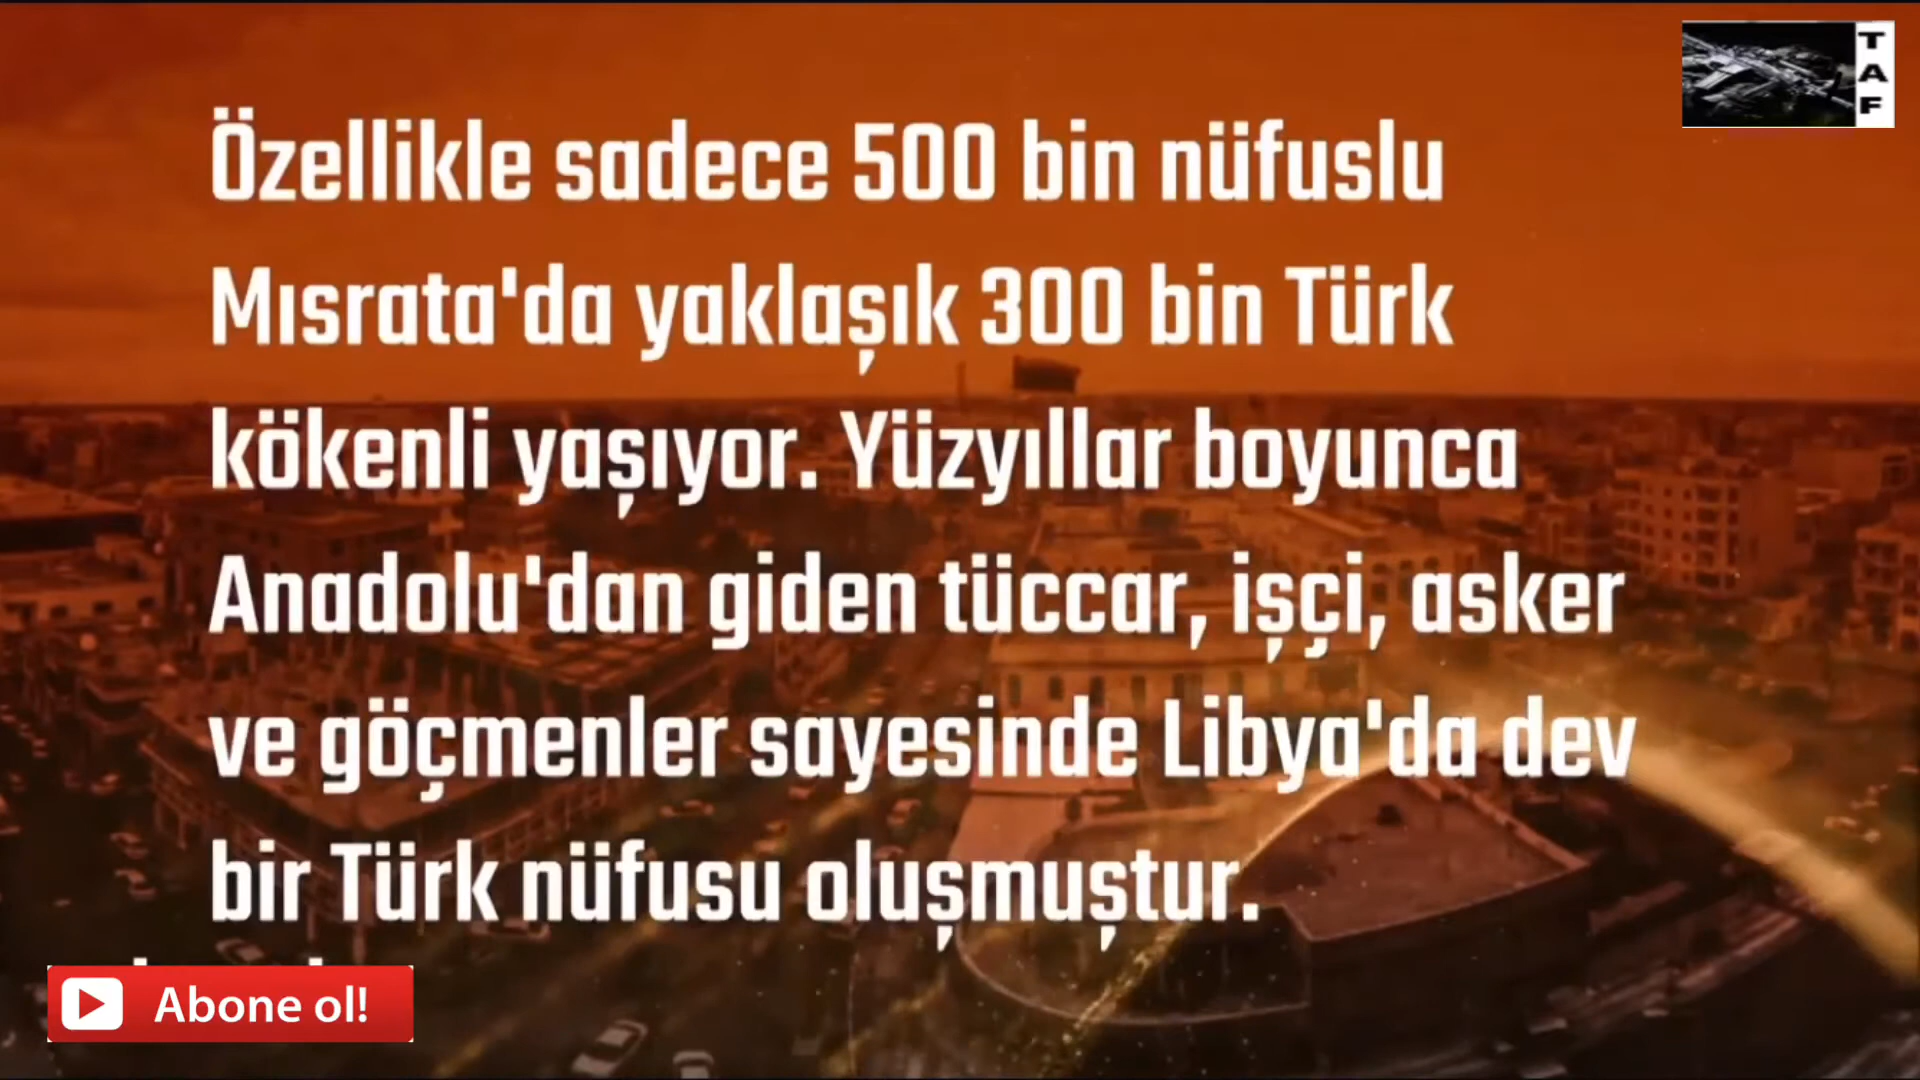 Özellikle sadece 500 bin nüfuslu
Mısrata'da yaklaşık 300 bin Türk
kökenli yaşıyor. Yüzyıllar boyunca
Anadolu'dan giden tüccar, işçi, asker
ve göçmenler sayesinde Libya'da dev
bir Türk nüfusu oluşmuştur.
Abone ol!
TAF